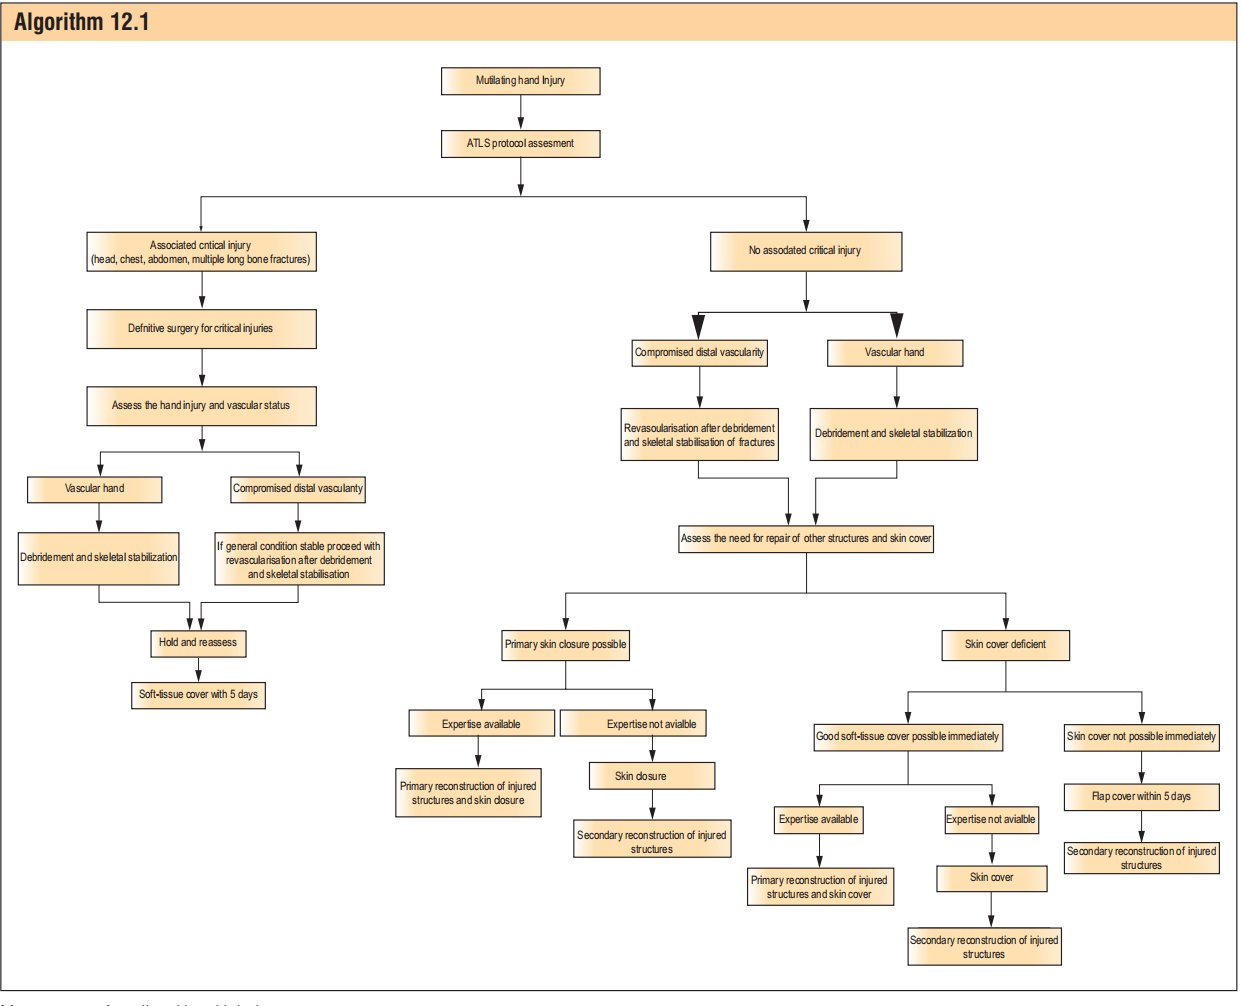 Algorithm 12.1
Mutilating hand Injury
ATLS protocol assesment
Associated cntical injury
(head, chest, abdomen, multiple long bone fractures)
No assodated critical injury
Defnitive surgery for critical injuries
Compromised distal vascularity
Vascular hand
Assess the hand injury and vascular status
Revasoularisation after debridement
and skeletal stabilisation of fractures
Debridement and skeletal stabilization
Vascular hand
Compromised distal vasculanty
Debridement and skeletal stabilization
If general condition stable proceed with
revascularisation after debridement
and skeletal stabilisation
Assess the need for repair of other structures and skin cover
Hold and reassess
Soft-tissue cover with 5 days
Primary skin closure possible
Skin cover deficient
Expertise available
Expertise not avialble
Good soft-tissue cover possible immediately
Skin cover not possible immediately
Primary reconstruction of injured
structures and skin closure
Skin closure
Flap cover within 5 days
Secondary reconstruction of injured
structures
Expertise available
Expertise not avialble
Secondary reconstruction of injured
structures
Primary reconstruction of injured
structures and skin cover
Skin cover
Secondary reconstruction of injured
structures